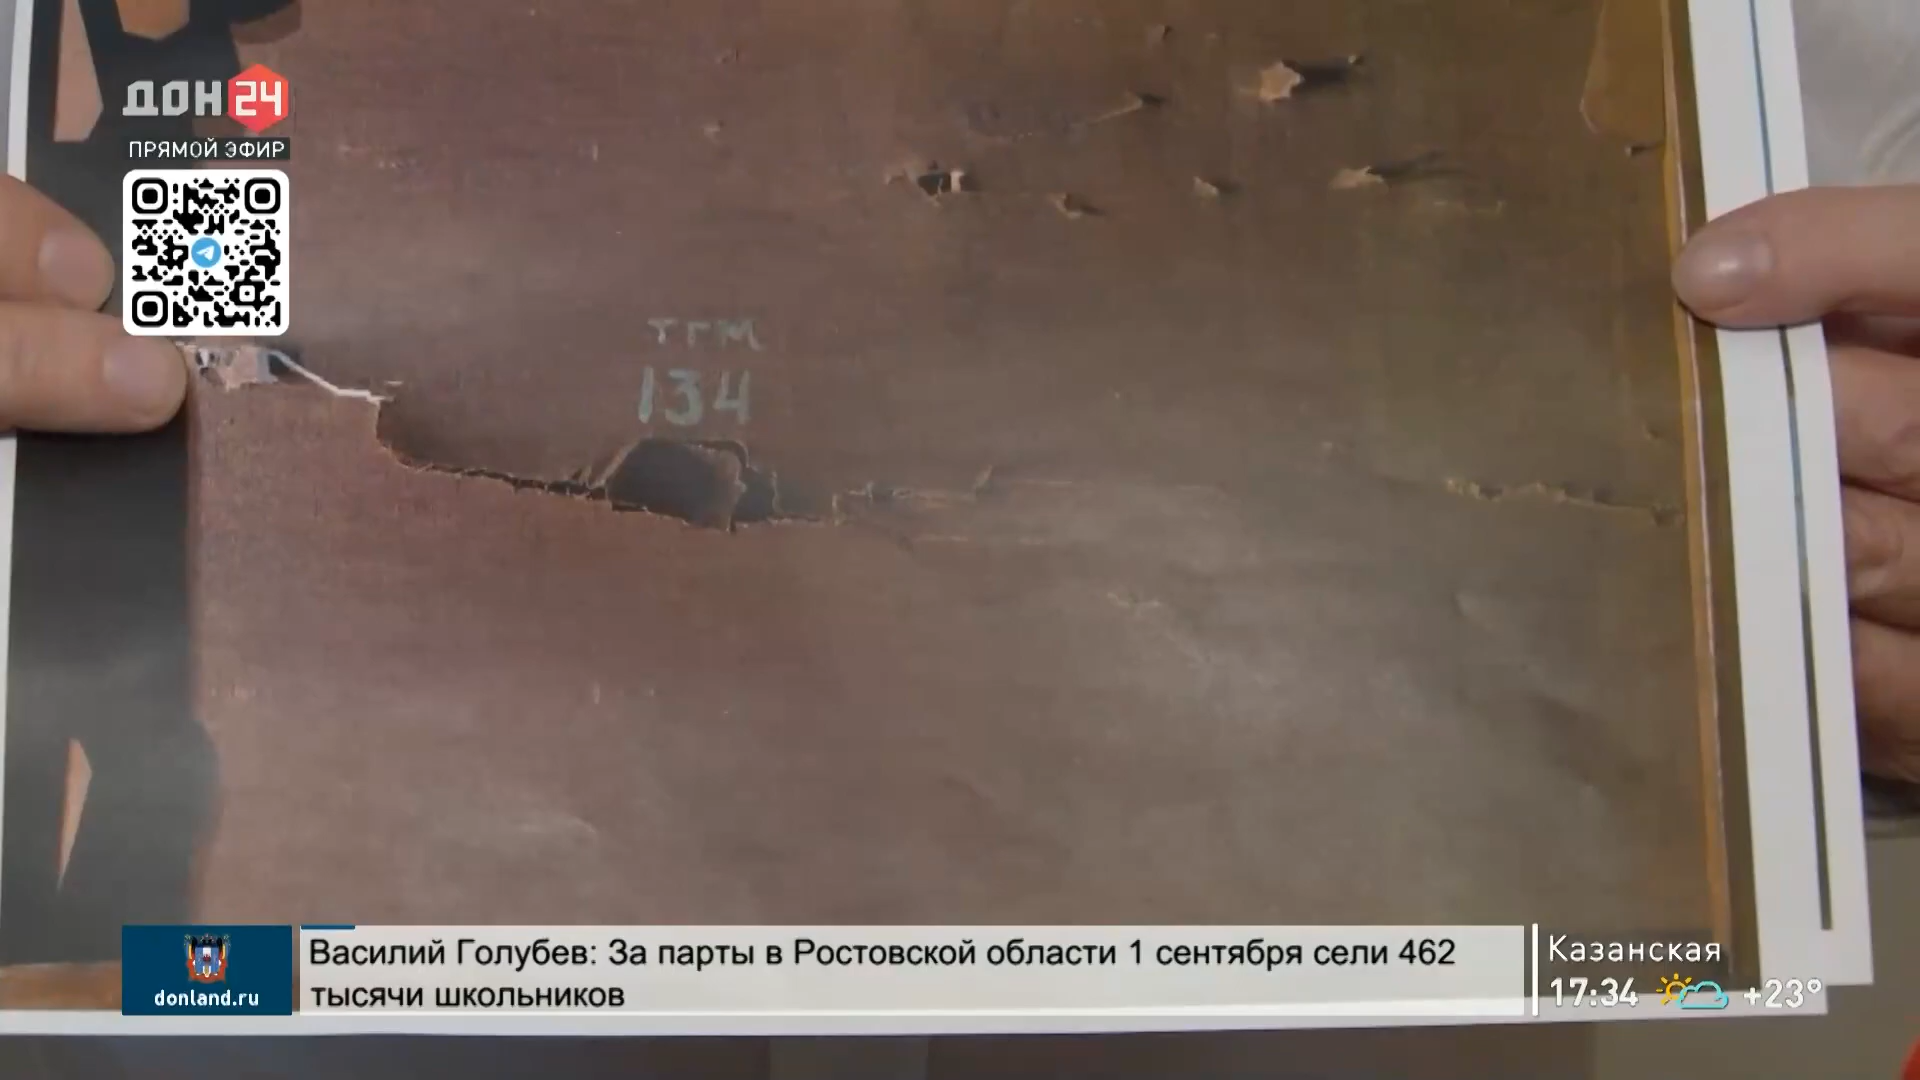 ДОН24
ПРЯМОЙ ЭФИР
тгм
134
donland.ru
Василий Голубев: За парты в Ростовской области 1 сентября сели 462
тысячи школьников
Казанская
17:34 +23°